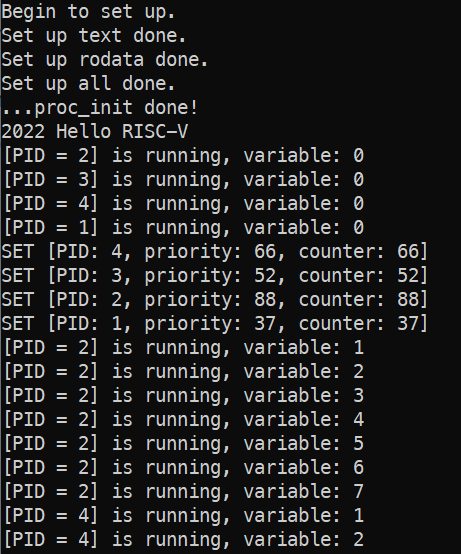 Begin to set up.
Set up text done.
Set up rodata done.
Set up all done.
...proc_init done!
2022 Hello RISC-V
[PID = 2] is running, variable: 0
[PID = 3] is running, variable: 0
[PID = 4] is running, variable: 0
[PID = 1] is running, variable: 0
SET [PID: 4, priority: 66, counter: 66]
SET [PID: 3, priority: 52, counter: 52]
SET [PID: 2, priority: 88, counter: 88]
SET [PID: 1, priority: 37, counter: 37]
[PID = 2] is running, variable: 1
[PID = 2] is running, variable: 2
[PID = 2] is running, variable: 3
[PID = 2] is running, variable: 4
[PID = 2] is running, variable: 5
[PID = 2] is running, variable: 6
[PID = 2] is running, variable: 7
[PID = 4] is running, variable: 1
[PID = 4] is running, variable: 2